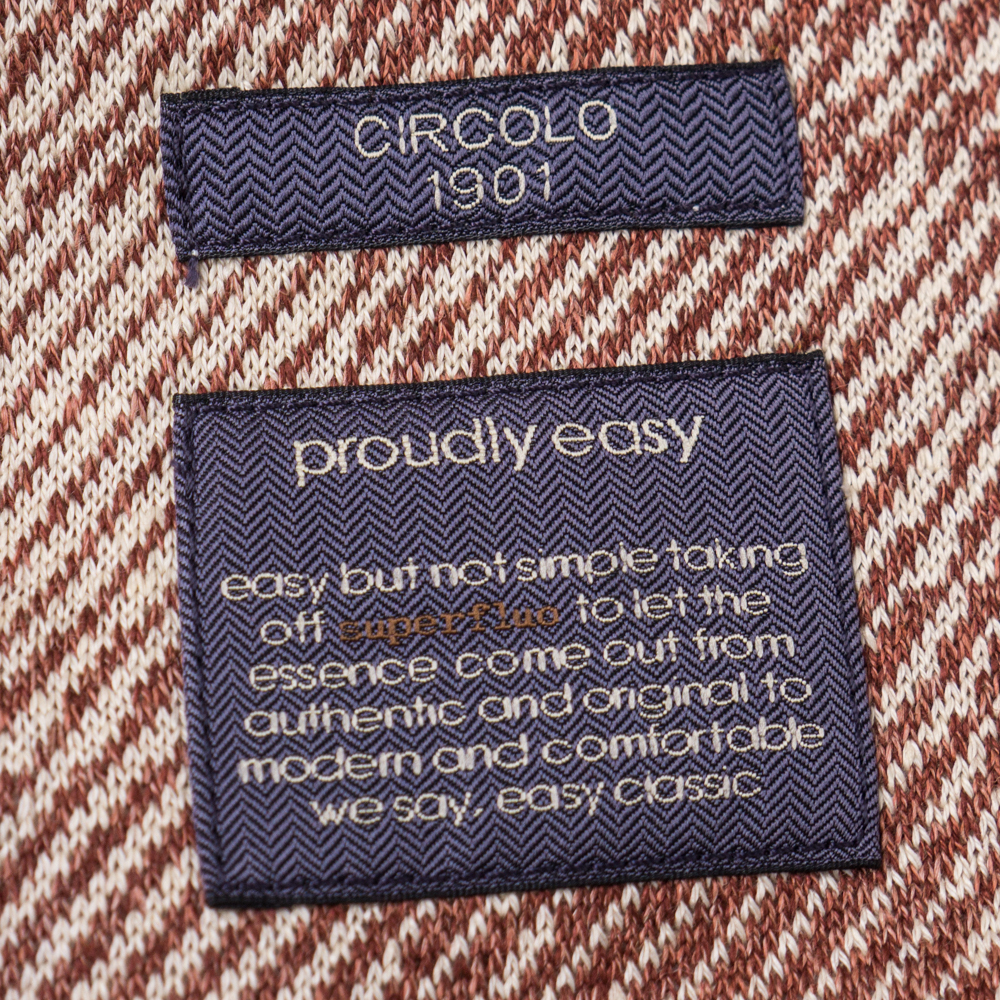 CIRCOLO
1901
proudly easy
easy but not simple taking
off superfluo to let the
essence come out from
authentic and original to
modern and comfortable
we say, easy classic